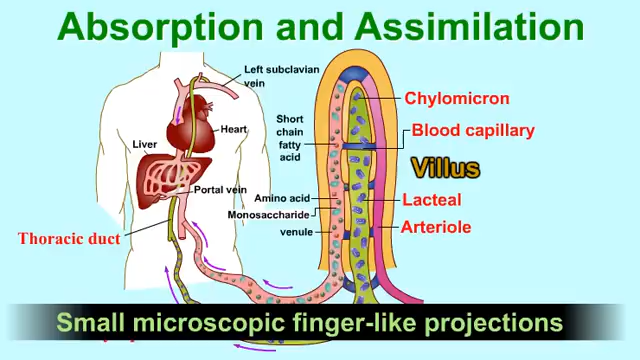 Absorption and Assimilation
Left subclavian
vein
Heart
Liver
Portal vein
Thoracic duct
Short
chain
fatty
acid
Amino acid
Monosaccharide
venule
Chylomicron
Blood capillary
Villus
Lacteal
Arteriole
Small microscopic finger-like projections